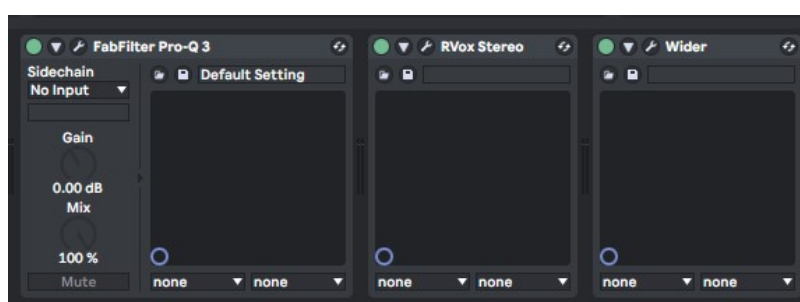 FabFilter Pro-Q 3
Sidechain
No Input
Default Setting
Gain
0.00 dB
Mix
100 %
Mute
none none
RVox Stereo
none none
Wider
none none